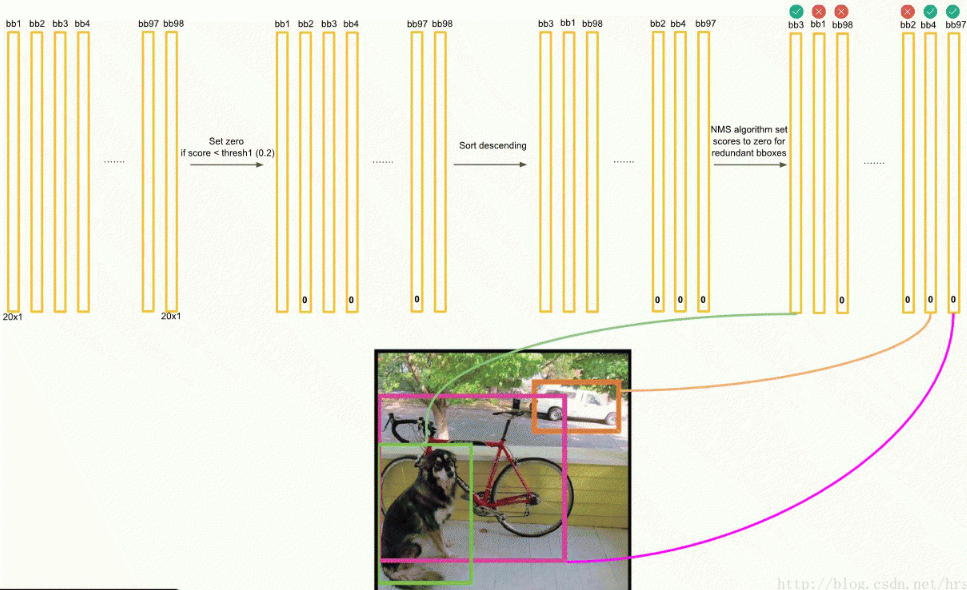 bb1 bb2 bb3 bb4 bb97 bb98
bb1 bb2 bb3 bb4 bb97 bb98
bb3 bb1 bb98 bb2 bb4 bb97
bb3 bb1 bb98 bb2 bb4 bb97
.......
Set zero
if score < thresh1 (0.2)
......
Sort descending
......
NMS algorithm set
scores to zero for
redundant bboxes
.......
0 0 0
0 0 0
0 0 0 0
20x1 20x1
http://blog.csdn.net/hrs